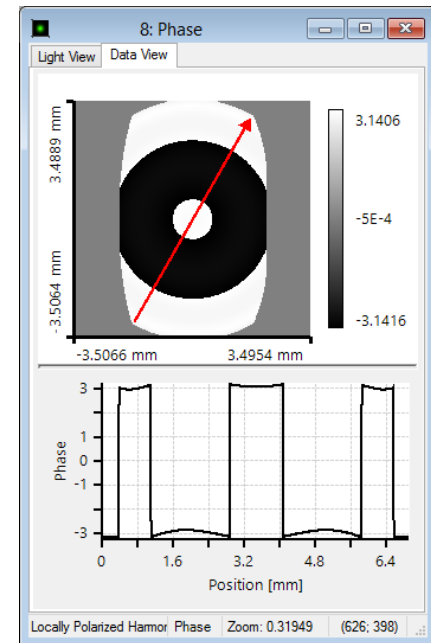 8: Phase
Light View Data View
3.4889 mm
-3.5064 mm
3.1406
-5E-4
-3.1416
-3.5066 mm 3.4954 mm
Phase
3
1
0
-1
-3
0 1.6 3.2 4.8 6.4
Position [mm]
Locally Polarized Harmor Phase Zoom: 0.31949 (626; 398)